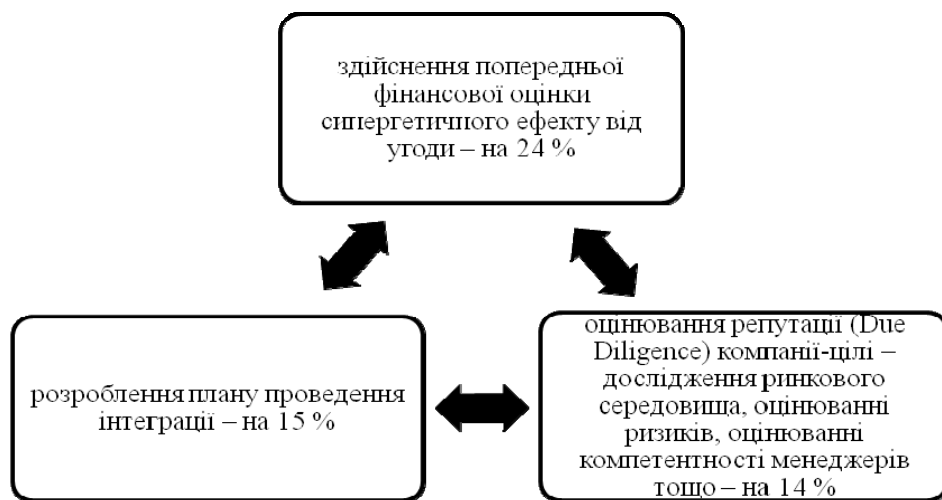 здійснення попередньої
фінансової оцінки
синергетичного ефекту від
угоди – на 24 %
розроблення плану проведення
інтеграції – на 15 %
оцінювання репутації (Due
Diligence) компанії-цілі –
дослідження ринкового
середовища, оцінюванні
ризиків, оцінюванні
компетентності менеджерів
тощо – на 14 %